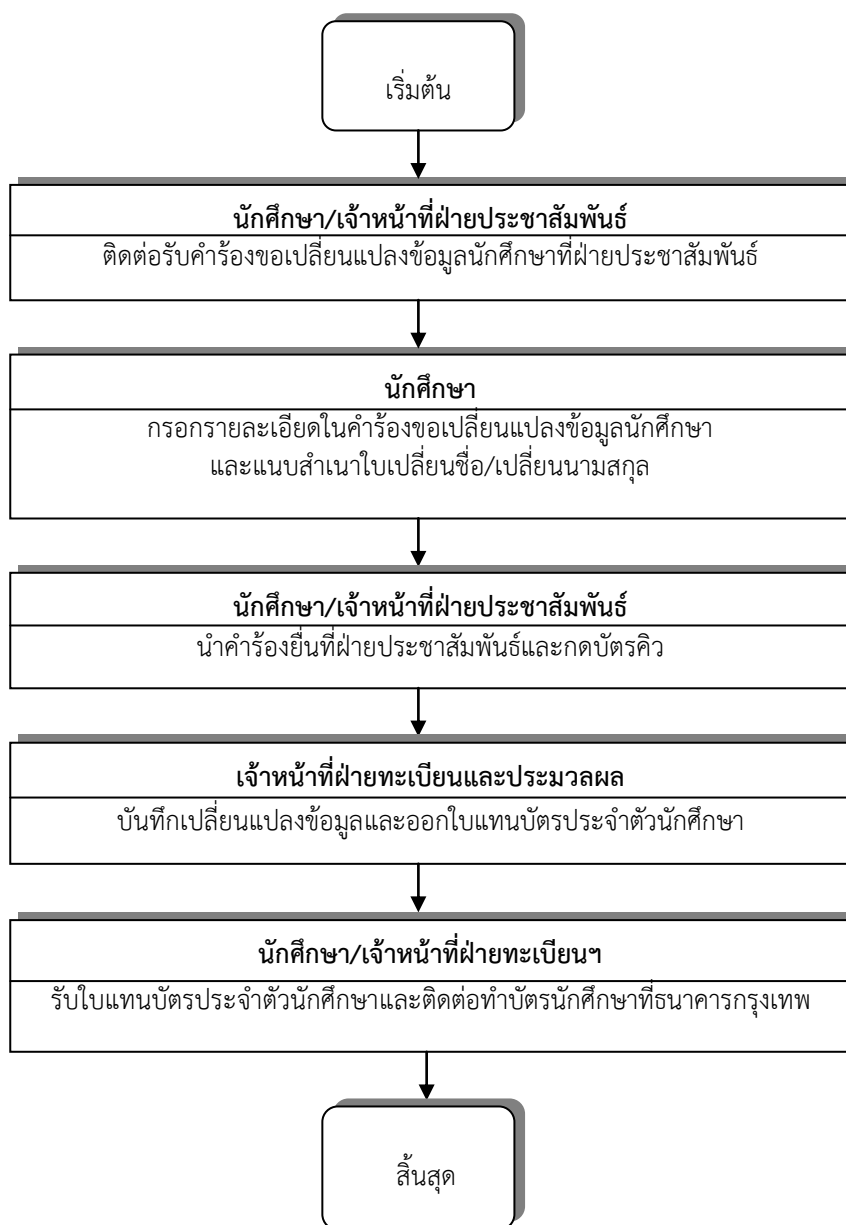 เริ่มต้น
นักศึกษา/เจ้าหน้าที่ฝ่ายประชาสัมพันธ์
ติดต่อรับคำร้องขอเปลี่ยนแปลงข้อมูลนักศึกษาที่ฝ่ายประชาสัมพันธ์
นักศึกษา
กรอกรายละเอียดในคำร้องขอเปลี่ยนแปลงข้อมูลนักศึกษา
และแนบสำเนาใบเปลี่ยนชื่อ/เปลี่ยนนามสกุล
นักศึกษา/เจ้าหน้าที่ฝ่ายประชาสัมพันธ์
นำคำร้องยื่นที่ฝ่ายประชาสัมพันธ์และกดบัตรคิว
เจ้าหน้าที่ฝ่ายทะเบียนและประมวลผล
บันทึกเปลี่ยนแปลงข้อมูลและออกใบแทนบัตรประจำตัวนักศึกษา
นักศึกษา/เจ้าหน้าที่ฝ่ายทะเบียนฯ
รับใบแทนบัตรประจำตัวนักศึกษาและติดต่อทำบัตรนักศึกษาที่ธนาคารกรุงเทพ
สิ้นสุด